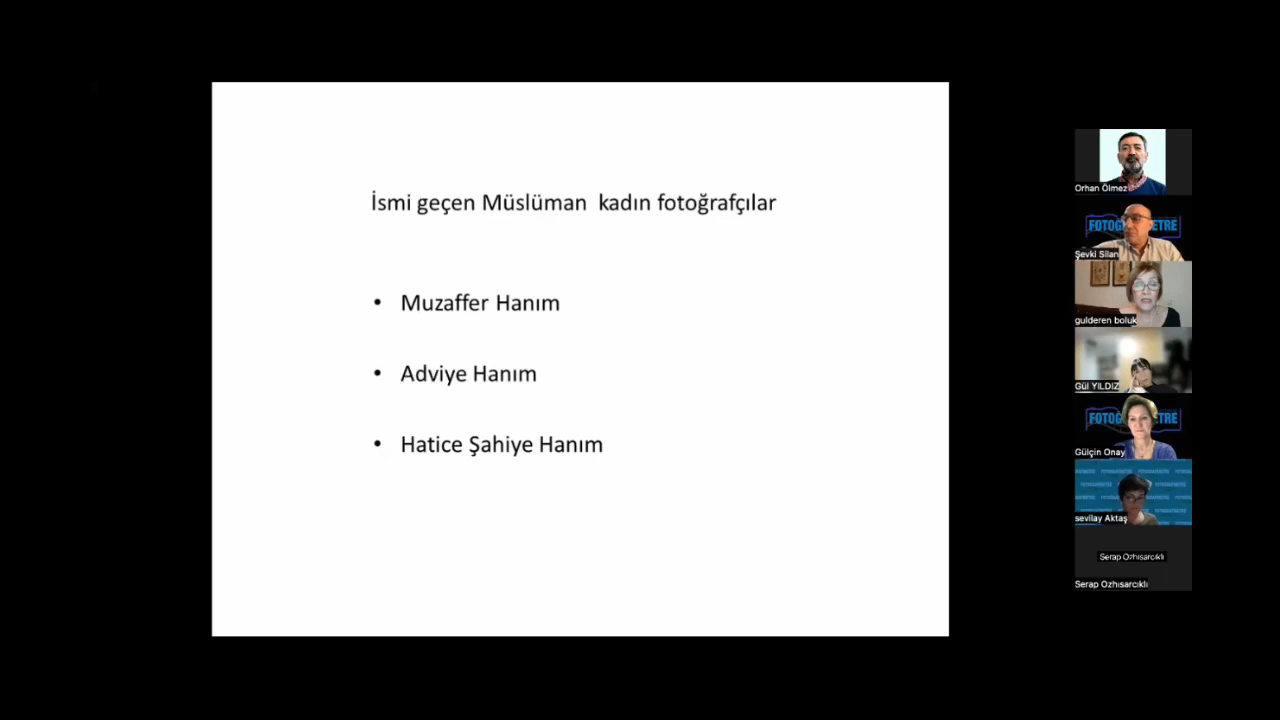 İsmi geçen Müslüman  kadın fotoğrafçılar
• Muzaffer Hanım
• Adviye Hanım
• Hatice Şahiye Hanım
Orhan Ölmez
Şevki Silan
gulderen boluk
Gül YILDIZ
Gülçin Onay
sevilay Aktaş
Serap Ozhısarcıklı
Serap Ozhısarcıklı